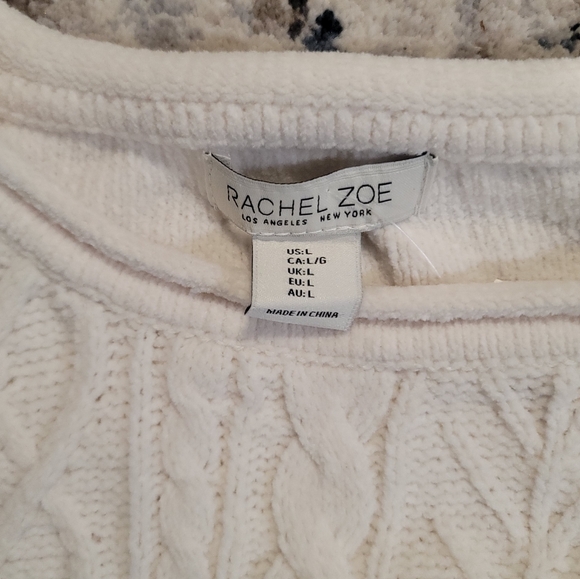 RACHEL ZOE
LOS ANGELES NEW YORK
US:L
CA:L/G
UK:L
EU:L
AU:L
MADE IN CHINA